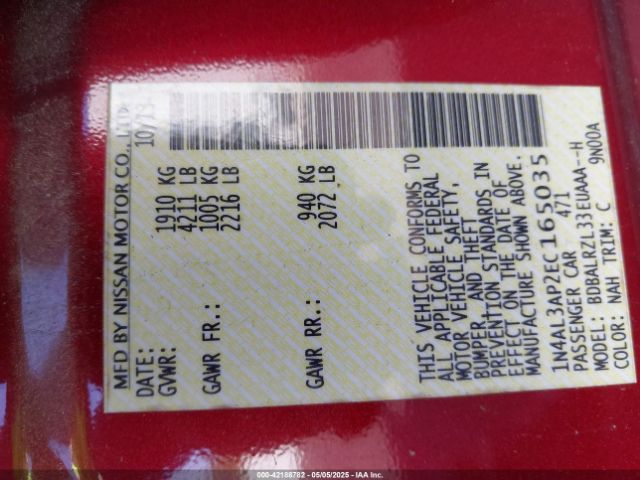 MFD BY NISSAN MOTOR CO., LTD.
DATE: 10/13
GVWR: 1910 KG
4211 LB
GAWR FR.: 1005 KG
2216 LB
GAWR RR.: 940 KG
2072 LB
THIS VEHICLE CONFORMS TO
ALL APPLICABLE FEDERAL
MOTOR VEHICLE SAFETY,
BUMPER, AND THEFT
PREVENTION STANDARDS IN
EFFECT ON THE DATE OF
MANUFACTURE SHOWN ABOVE.
1N4AL3AP2EC165035
PASSENGER CAR 471
MODEL: BDBALRZL33EUAAA--H
COLOR: NAH TRIM: C 9N00A
000-42188782 - 05/05/2025 - IAA Inc.